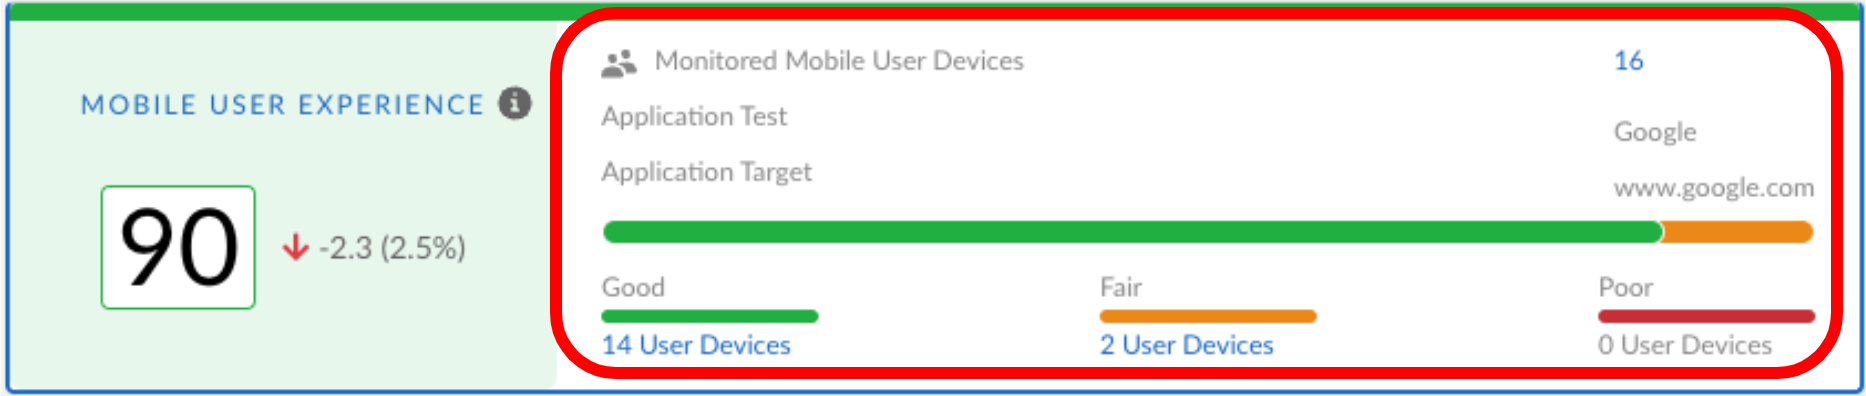 MOBILE USER EXPERIENCE
90
-2.3 (2.5%)
Monitored Mobile User Devices 16
Application Test Google
Application Target www.google.com
Good Fair Poor
14 User Devices 2 User Devices 0 User Devices